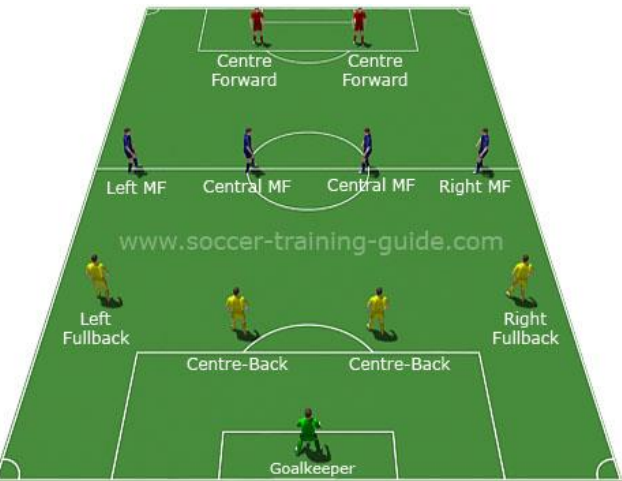 Centre
Forward
Centre
Forward
Left MF
Central MF
Central MF
Right MF
www.soccer-training-guide.com
Left
Fullback
Right
Fullback
Centre-Back
Centre-Back
Goalkeeper